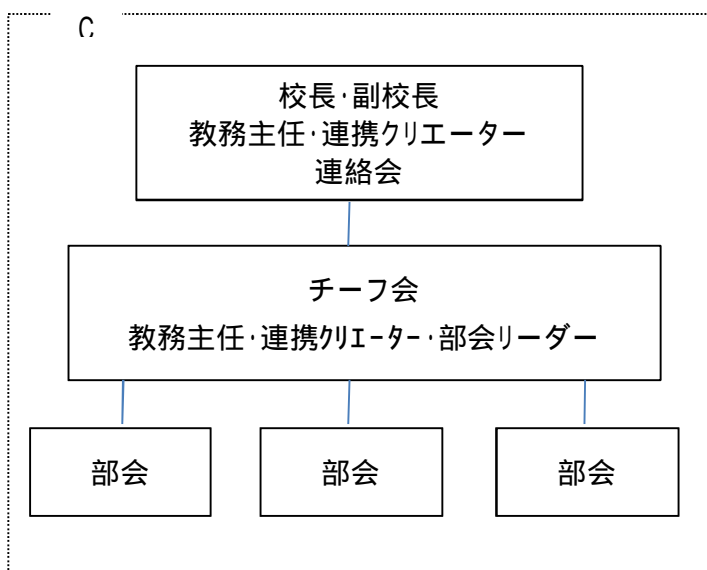 C
校長･副校長
教務主任･連携ｸﾘエーター
連絡会
チーフ会
教務主任･連携ｸﾘｴｰﾀｰ･部会ﾘーダー
部会
部会
部会